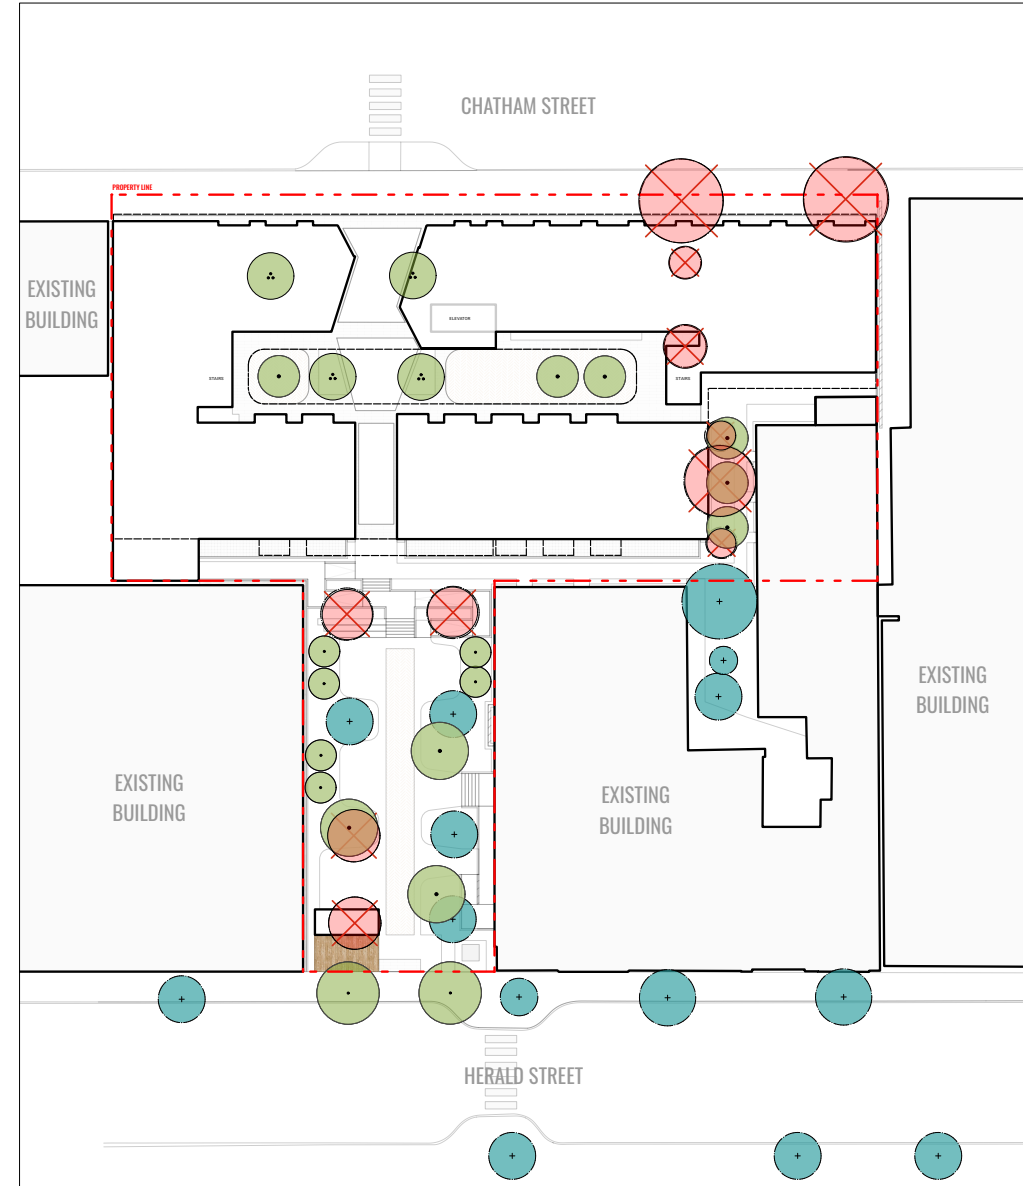 CHATHAM STREET
PROPERTY LINE
EXISTING
BUILDING
ELEVATOR
STAIRS
STAIRS
EXISTING
BUILDING
EXISTING
BUILDING
EXISTING
BUILDING
HERALD STREET